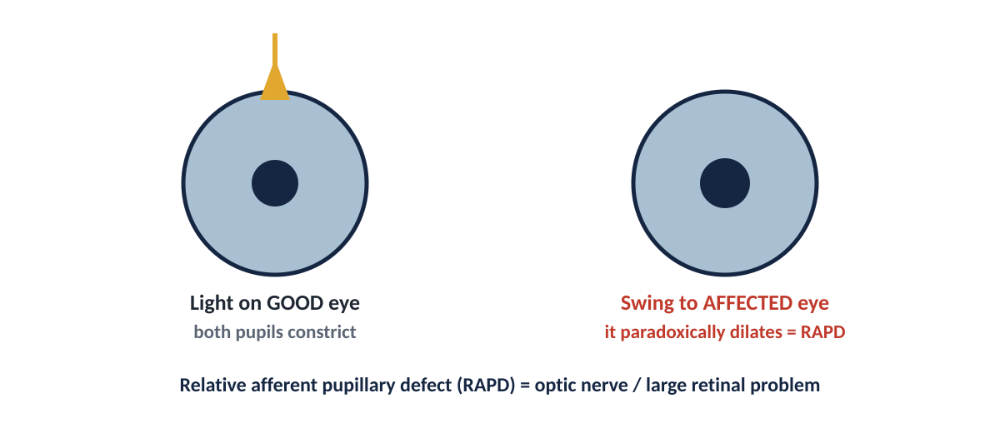 Light on GOOD eye
both pupils constrict
Swing to AFFECTED eye
it paradoxically dilates = RAPD
Relative afferent pupillary defect (RAPD) = optic nerve / large retinal problem